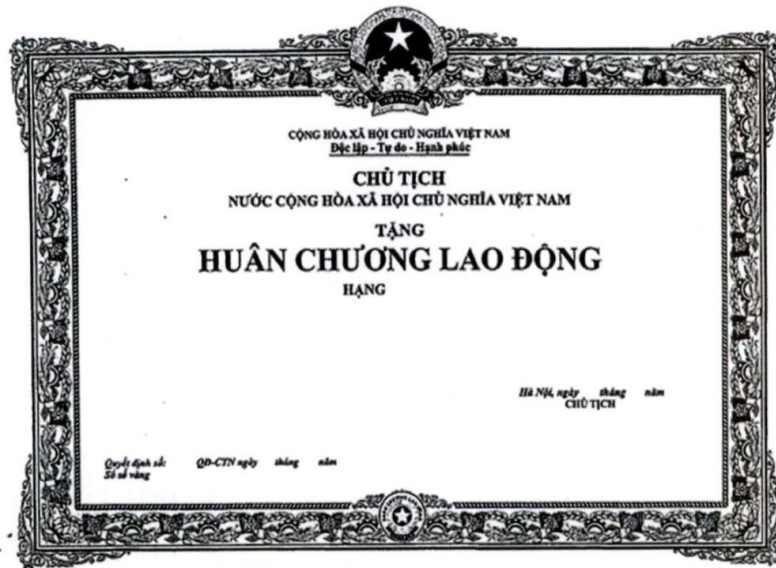 CỘNG HÒA XÃ HỘI CHỦ NGHĨA VIỆT NAM
Độc lập - Tự do - Hạnh phúc
CHỦ TỊCH
NƯỚC CỘNG HÒA XÃ HỘI CHỦ NGHĨA VIỆT NAM
TẶNG
HUÂN CHƯƠNG LAO ĐỘNG
HẠNG
Hà Nội, ngày tháng năm
CHỦ TỊCH
Quyết định số: QĐ-CTN ngày tháng năm
Số sổ vàng